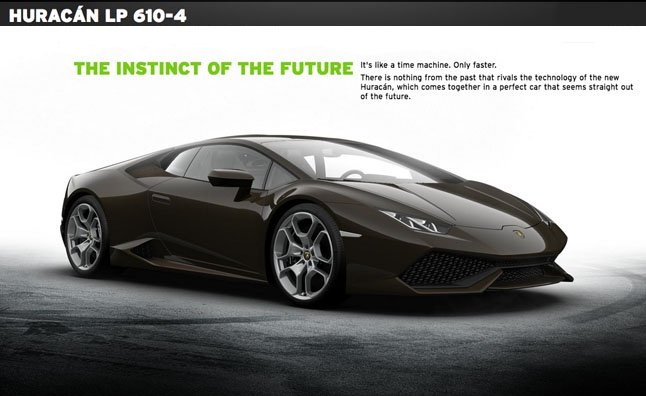 HURACÁN LP 610-4
THE INSTINCT OF THE FUTURE
It's like a time machine. Only faster.
There is nothing from the past that rivals the technology of the new
Huracán, which comes together in a perfect car that seems straight out
of the future.